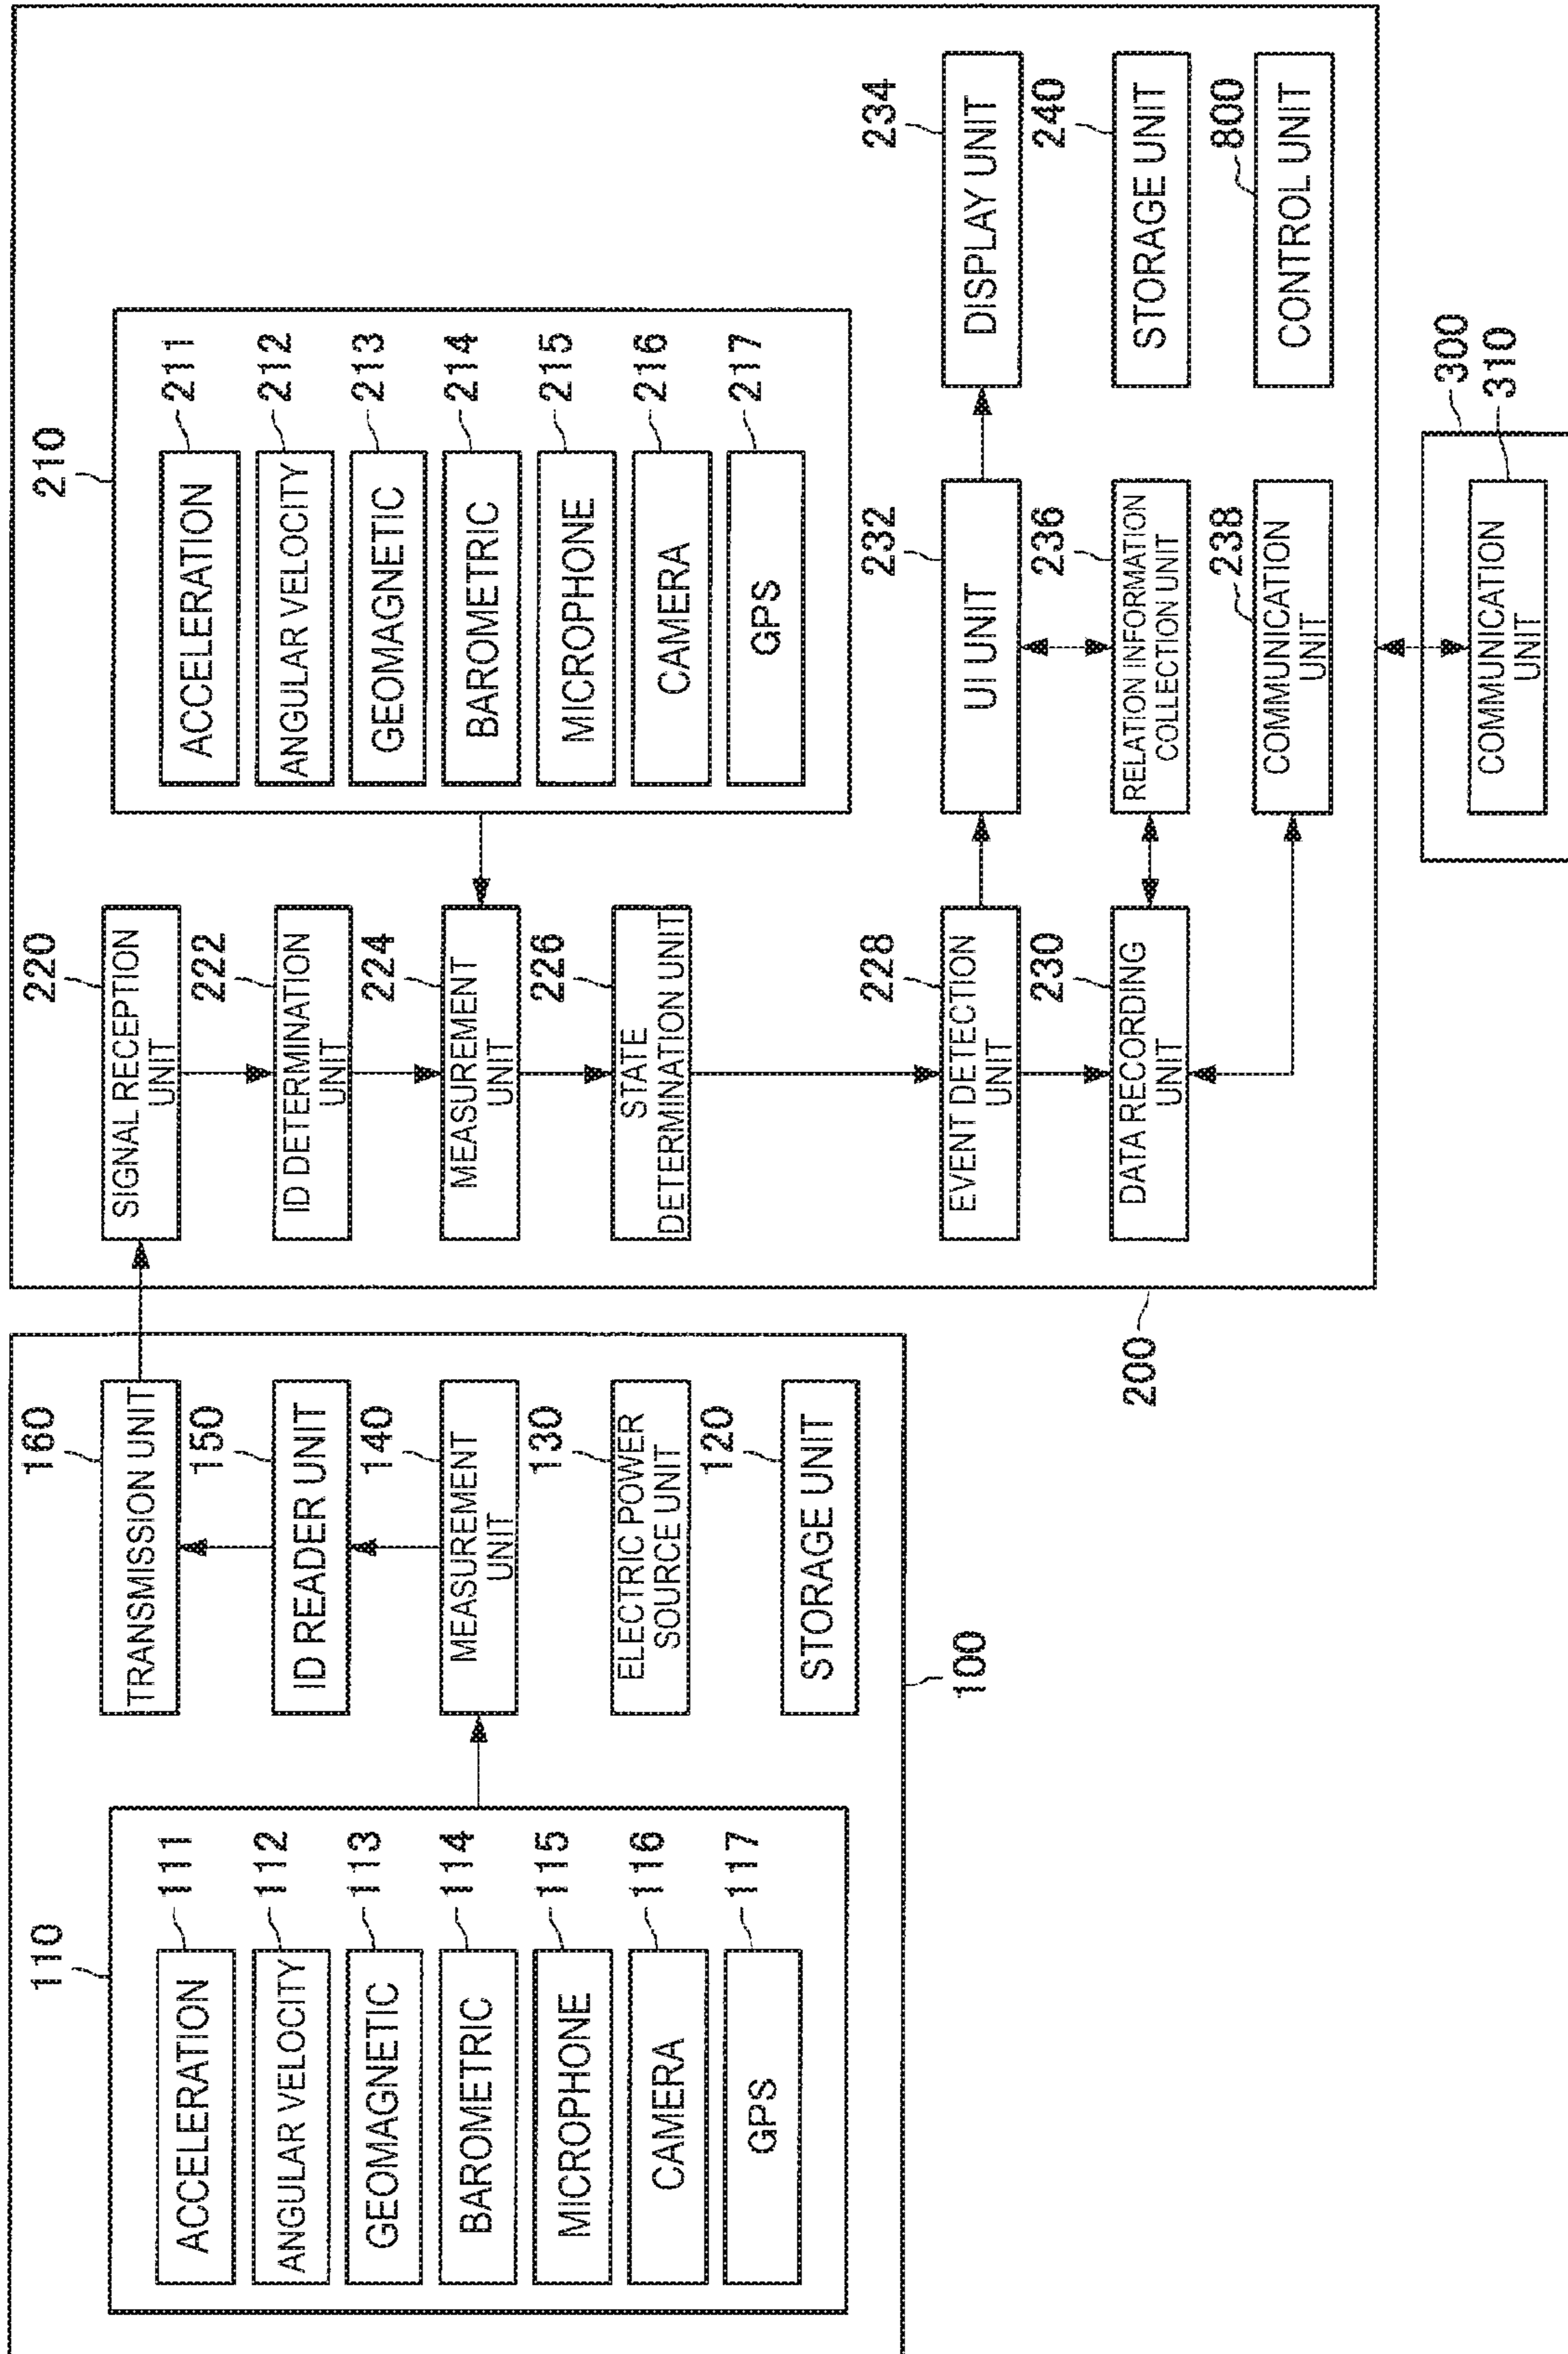 110
ACCELERATION
111
ANGULAR VELOCITY
112
GEOMAGNETIC
113
BAROMETRIC
114
MICROPHONE
115
CAMERA
116
GPS
117
160
TRANSMISSION UNIT
150
ID READER UNIT
140
MEASUREMENT
UNIT
130
ELECTRIC POWER
SOURCE UNIT
120
STORAGE UNIT
100
220
SIGNAL RECEPTION
UNIT
222
ID DETERMINATION
UNIT
224
MEASUREMENT
UNIT
226
STATE
DETERMINATION UNIT
228
EVENT DETECTION
UNIT
230
DATA RECORDING
UNIT
200
210
ACCELERATION
211
ANGULAR VELOCITY
212
GEOMAGNETIC
213
BAROMETRIC
214
MICROPHONE
215
CAMERA
216
GPS
217
232
UI UNIT
236
RELATION INFORMATION
COLLECTION UNIT
238
COMMUNICATION
UNIT
234
DISPLAY UNIT
240
STORAGE UNIT
800
CONTROL UNIT
300
310
COMMUNICATION
UNIT